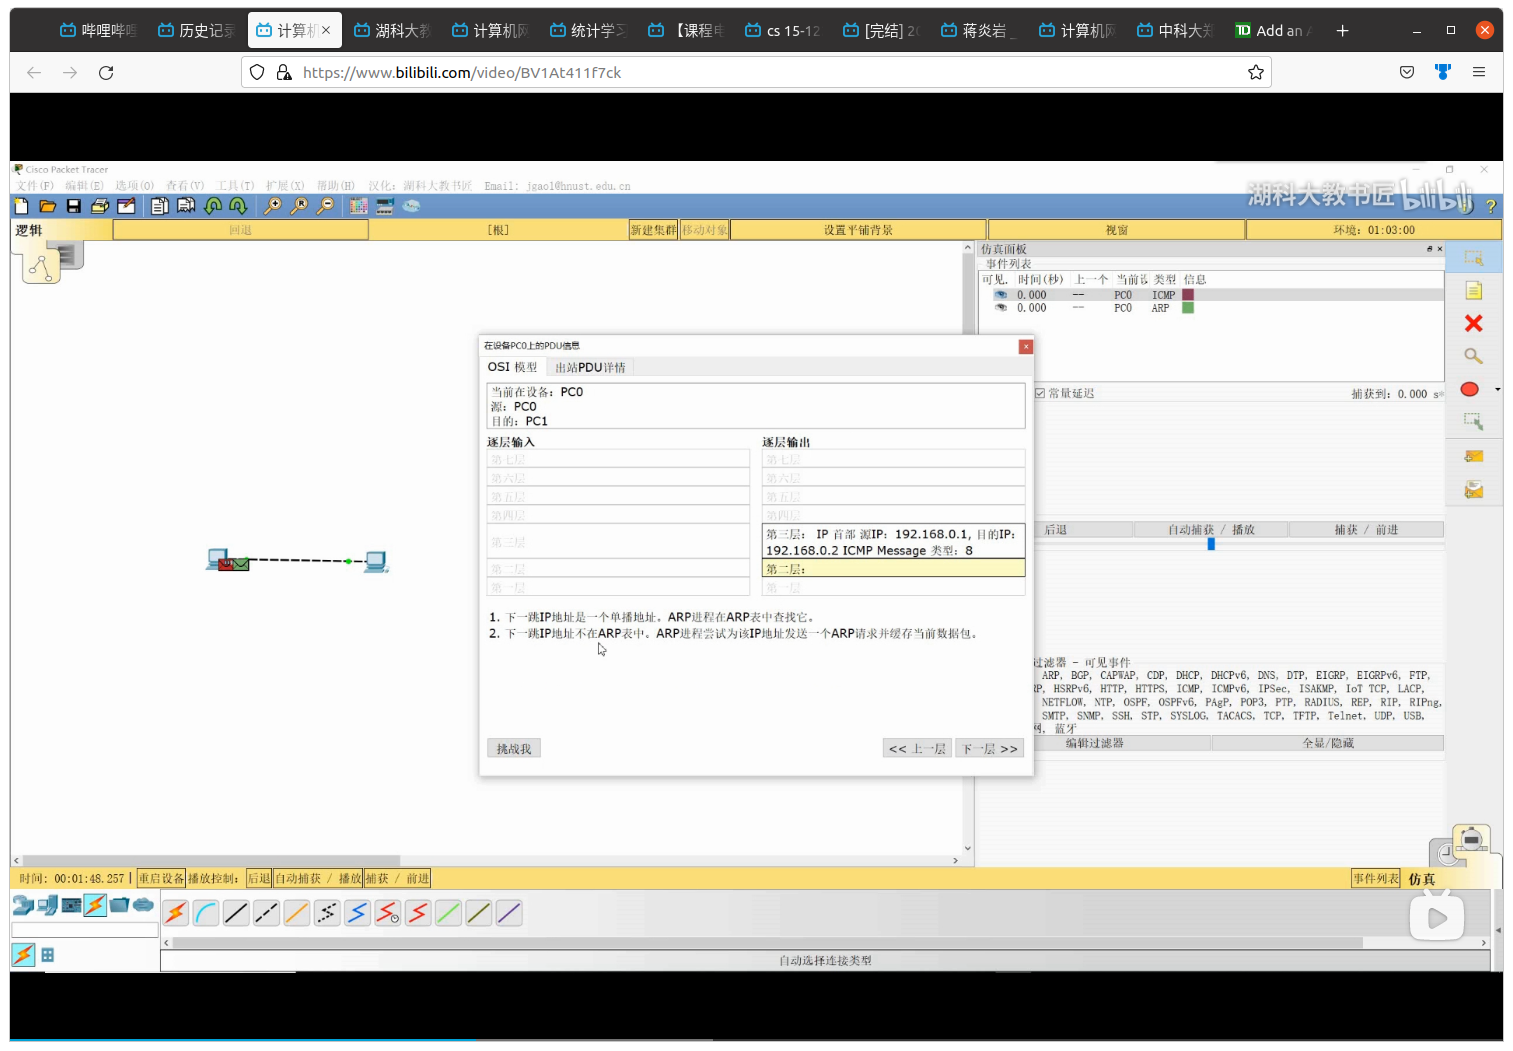 哔哩哔哩
历史记录
计算机
湖科大教
计算机网
统计学习
【课程电
cs 15-12
[完结] 20
蒋炎岩
计算机网
中科大郑
Add an
https://www.bilibili.com/video/BV1At411f7ck
Cisco Packet Tracer
文件(F) 编辑(E) 选项(O) 查看(V) 工具(T) 扩展(X) 帮助(H) 汉化: 湖科大教书匠 Email: jgao1@hnust.edu.cn
湖科大教书匠 bilibili
逻辑 回退 [根] 新建集群 移动对象 设置平铺背景 视窗 环境: 01:03:00
仿真面板
事件列表
可见. 时间(秒) 上一个 当前设 类型 信息
0.000 -- PC0 ICMP
0.000 -- PC0 ARP
常量延迟 捕获到: 0.000 s
后退 自动捕获 / 播放 捕获 / 前进
过滤器 - 可见事件
ARP, BGP, CAPWAP, CDP, DHCP, DHCPv6, DNS, DTP, EIGRP, EIGRPv6, FTP,
RP, HSRPv6, HTTP, HTTPS, ICMP, ICMPv6, IPSec, ISAKMP, IoT TCP, LACP,
NETFLOW, NTP, OSPF, OSPFv6, PAgP, POP3, PTP, RADIUS, REP, RIP, RIPng,
SMTP, SNMP, SSH, STP, SYSLOG, TACACS, TCP, TFTP, Telnet, UDP, USB,
网, 蓝牙
编辑过滤器 全显/隐藏
在设备PC0上的PDU信息
OSI 模型 出站PDU详情
当前在设备: PC0
源: PC0
目的: PC1
逐层输入 逐层输出
第七层 第七层
第六层 第六层
第五层 第五层
第四层 第四层
第三层 第三层: IP 首部 源IP: 192.168.0.1, 目的IP:
192.168.0.2 ICMP Message 类型: 8
第二层 第二层:
第一层 第一层
1. 下一跳IP地址是一个单播地址。ARP进程在ARP表中查找它。
2. 下一跳IP地址不在ARP表中。ARP进程尝试为该IP地址发送一个ARP请求并缓存当前数据包。
挑战我 << 上一层 下一层 >>
时间: 00:01:48.257 重启设备 播放控制: 后退 自动捕获 / 播放 捕获 / 前进 事件列表 仿真
自动选择连接类型